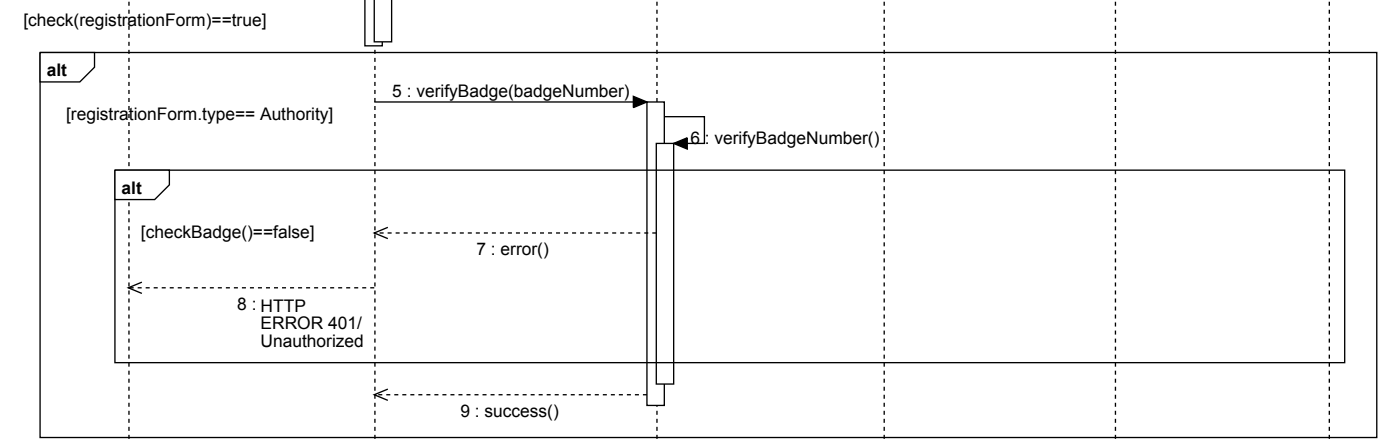 [check(registrationForm)==true]
alt
5 : verifyBadge(badgeNumber)
[registrationForm.type== Authority]
6 : verifyBadgeNumber()
alt
[checkBadge()==false]
7 : error()
8 : HTTP
ERROR 401/
Unauthorized
9 : success()